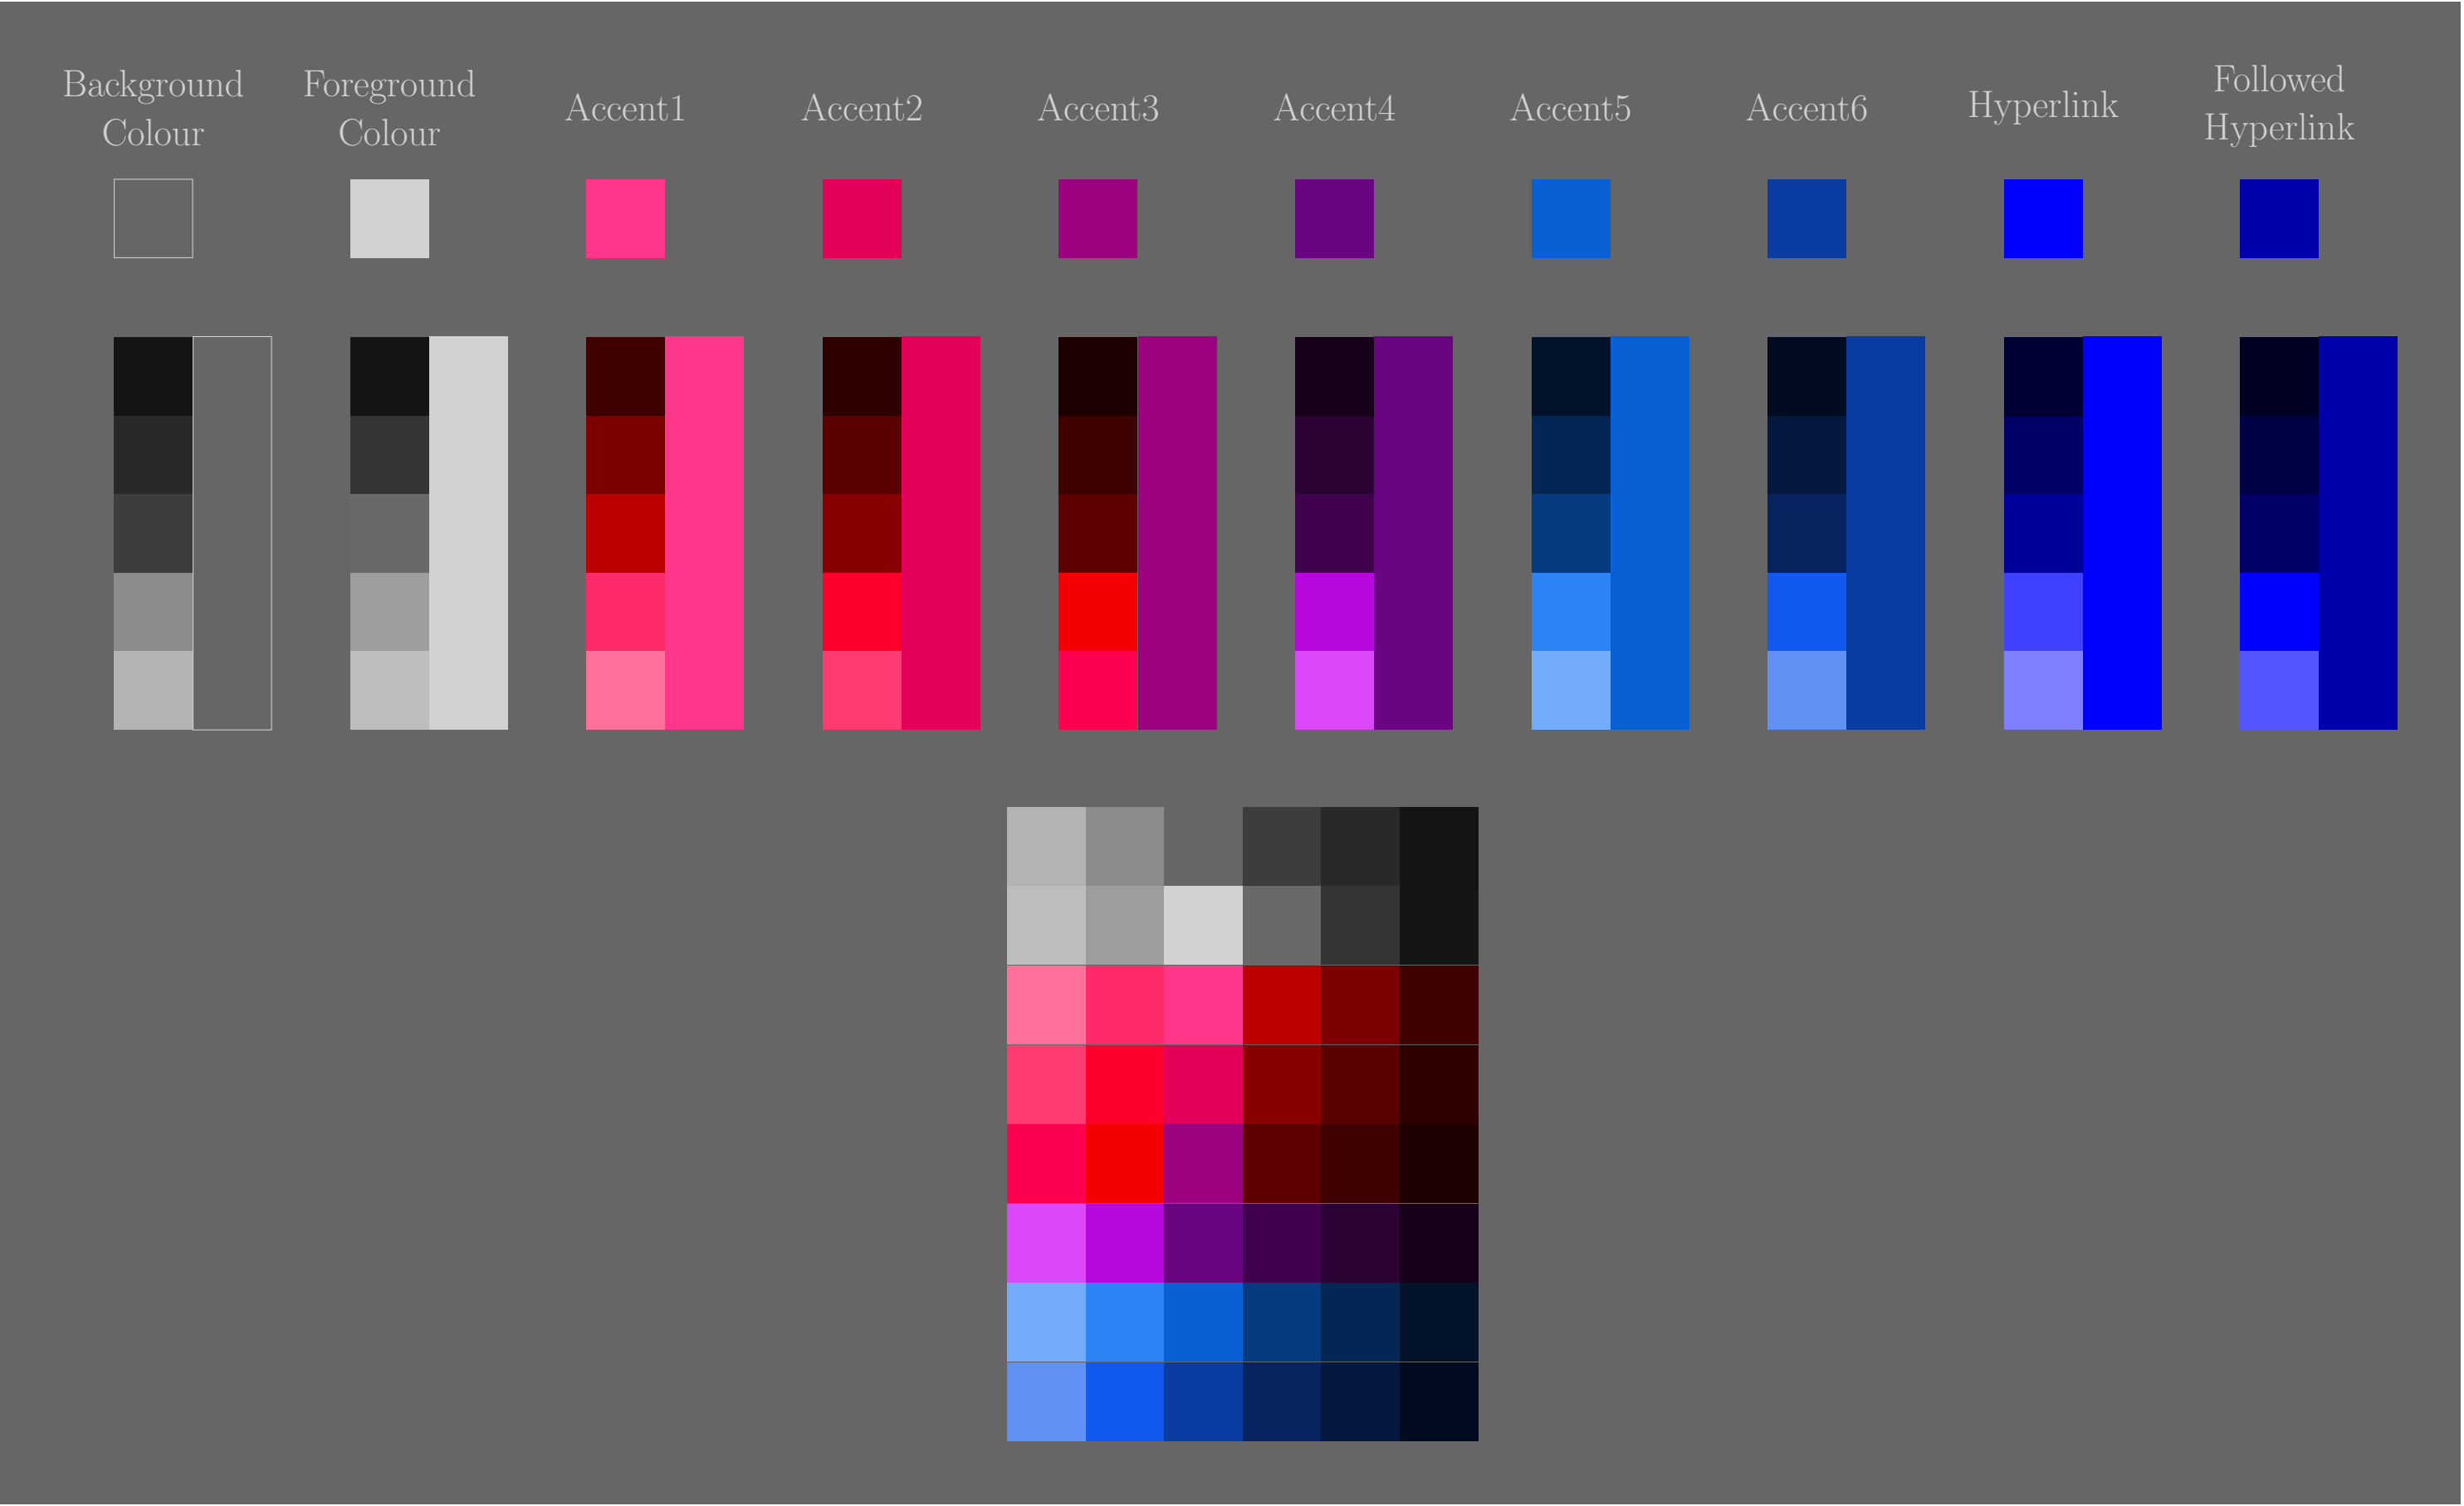 Background
Colour
Foreground
Colour
Accent1
Accent2
Accent3
Accent4
Accent5
Accent6
Hyperlink
Followed
Hyperlink